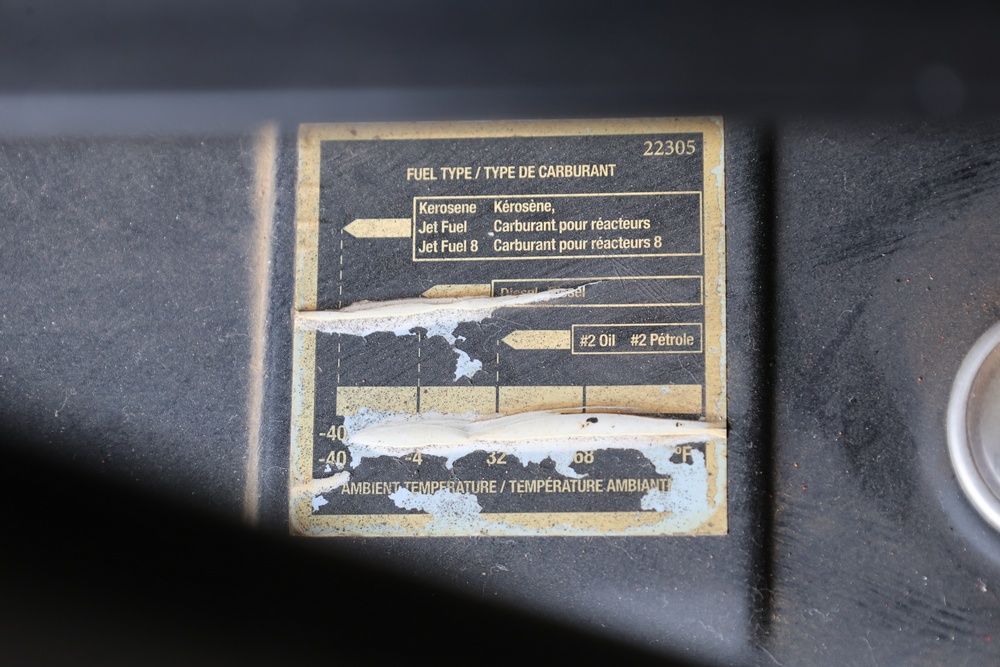 22305
FUEL TYPE / TYPE DE CARBURANT
Kerosene Kérosène,
Jet Fuel Carburant pour réacteurs
Jet Fuel 8 Carburant pour réacteurs 8
Diesel
#2 Oil #2 Pétrole
-40
-40 -4 32 68 °F
AMBIENT TEMPERATURE / TEMPÉRATURE AMBIANTE